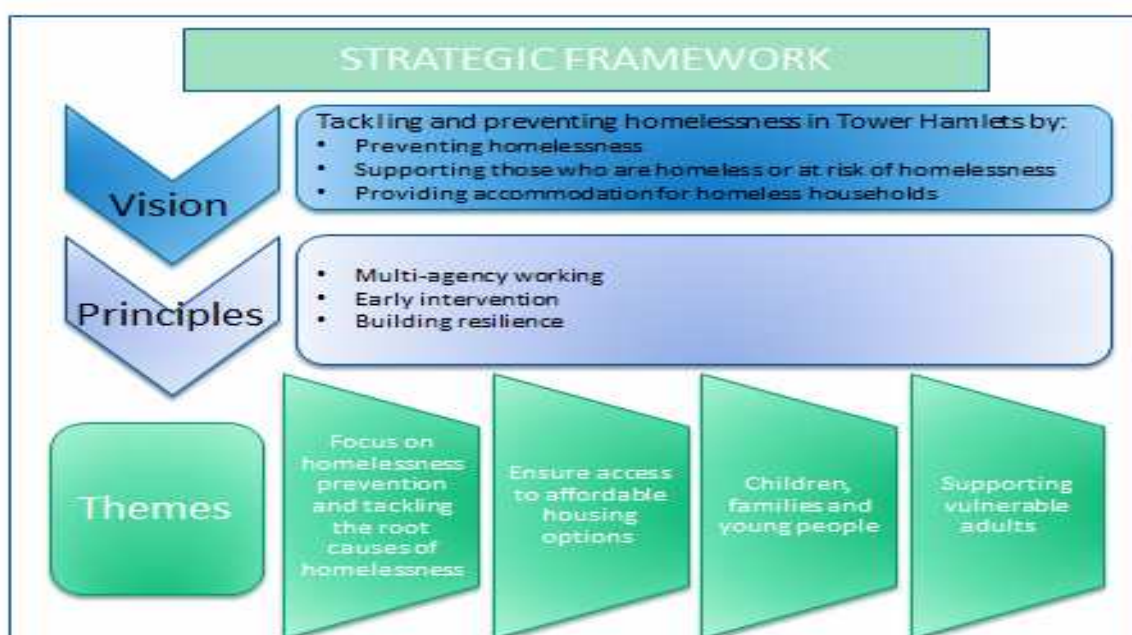 STRATEGIC FRAMEWORK
Vision
Tackling and preventing homelessness in Tower Hamlets by:
• Preventing homelessness
• Supporting those who are homeless or at risk of homelessness
• Providing accommodation for homeless households
Principles
• Multi-agency working
• Early intervention
• Building resilience
Themes
Focus on
homelessness
prevention
and tackling
the root
causes of
homelessness
Ensure access
to affordable
housing
options
Children,
families and
young people
Supporting
vulnerable
adults